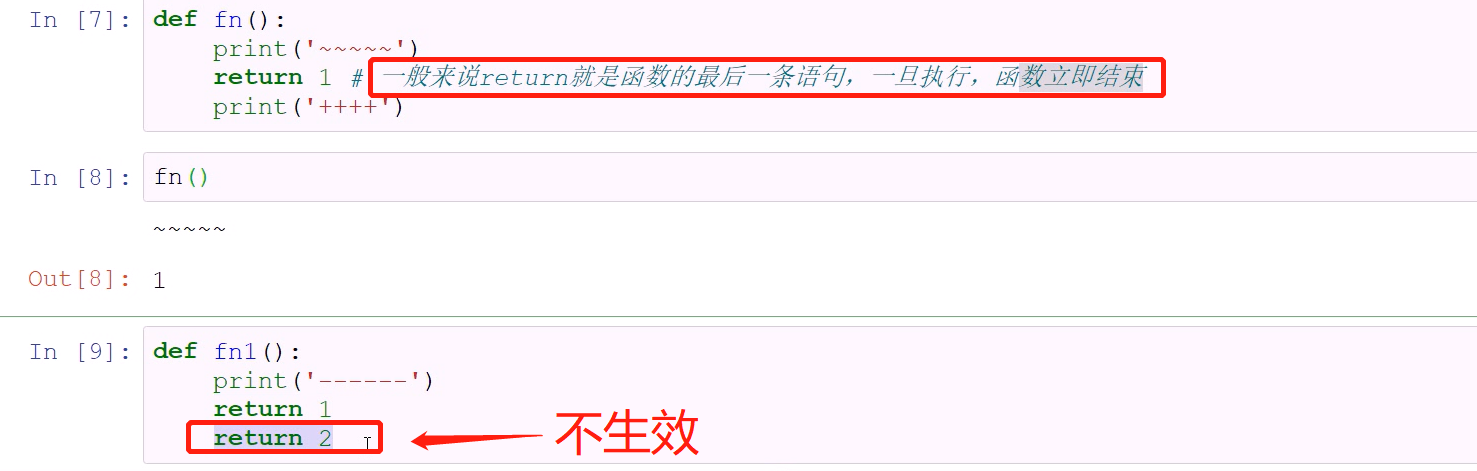 In [7]: def fn():
print('~~~~~')
return 1 # 一般来说return就是函数的最后一条语句，一旦执行，函数立即结束
print('++++')
In [8]: fn()
~~~~~
Out[8]: 1
In [9]: def fn1():
print('------')
return 1
return 2 不生效